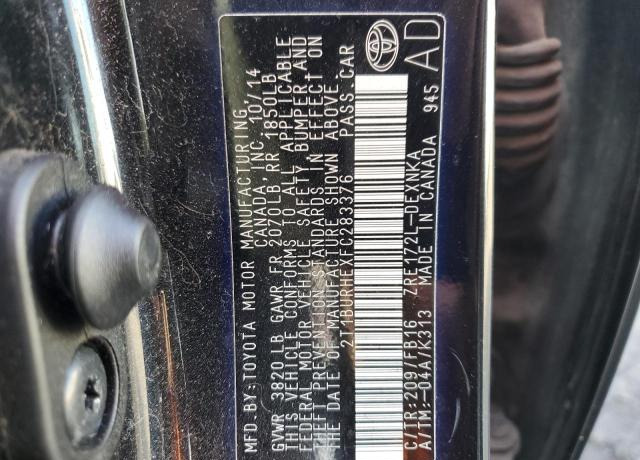 MFD BY:TOYOTA MOTOR MANUFACTURING
CANADA INC. 10/14
GVWR 3820 LB GAWR FR 2070LB RR 1850LB
THIS VEHICLE CONFORMS TO ALL APPLICABLE
FEDERAL MOTOR VEHICLE SAFETY, BUMPER AND
THEFT PREVENTION STANDARDS IN EFFECT ON
THE DATE OF MANUFACTURE SHOWN ABOVE.
2T1BURHEXFC283376 PASS.CAR
C/TR:209/FB16 ZRE172L-DEXNKA
A/TM:-04A/K313 MADE IN CANADA 945
AD